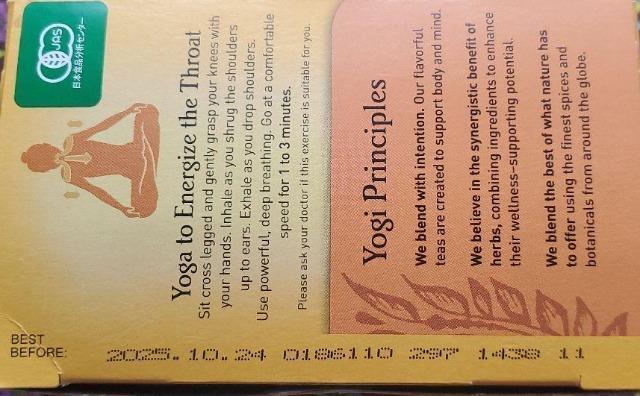 JAS
日本食品分析センター
Yoga to Energize the Throat
Sit cross legged and gently grasp your knees with
your hands. Inhale as you shrug the shoulders
up to ears. Exhale as you drop shoulders.
Use powerful, deep breathing. Go at a comfortable
speed for 1 to 3 minutes.
Please ask your doctor if this exercise is suitable for you.
Yogi Principles
We blend with intention. Our flavorful
teas are created to support body and mind.
We believe in the synergistic benefit of
herbs, combining ingredients to enhance
their wellness-supporting potential.
We blend the best of what nature has
to offer using the finest spices and
botanicals from around the globe.
BEST
BEFORE:
2025.10.24 0186110 297 1438 11